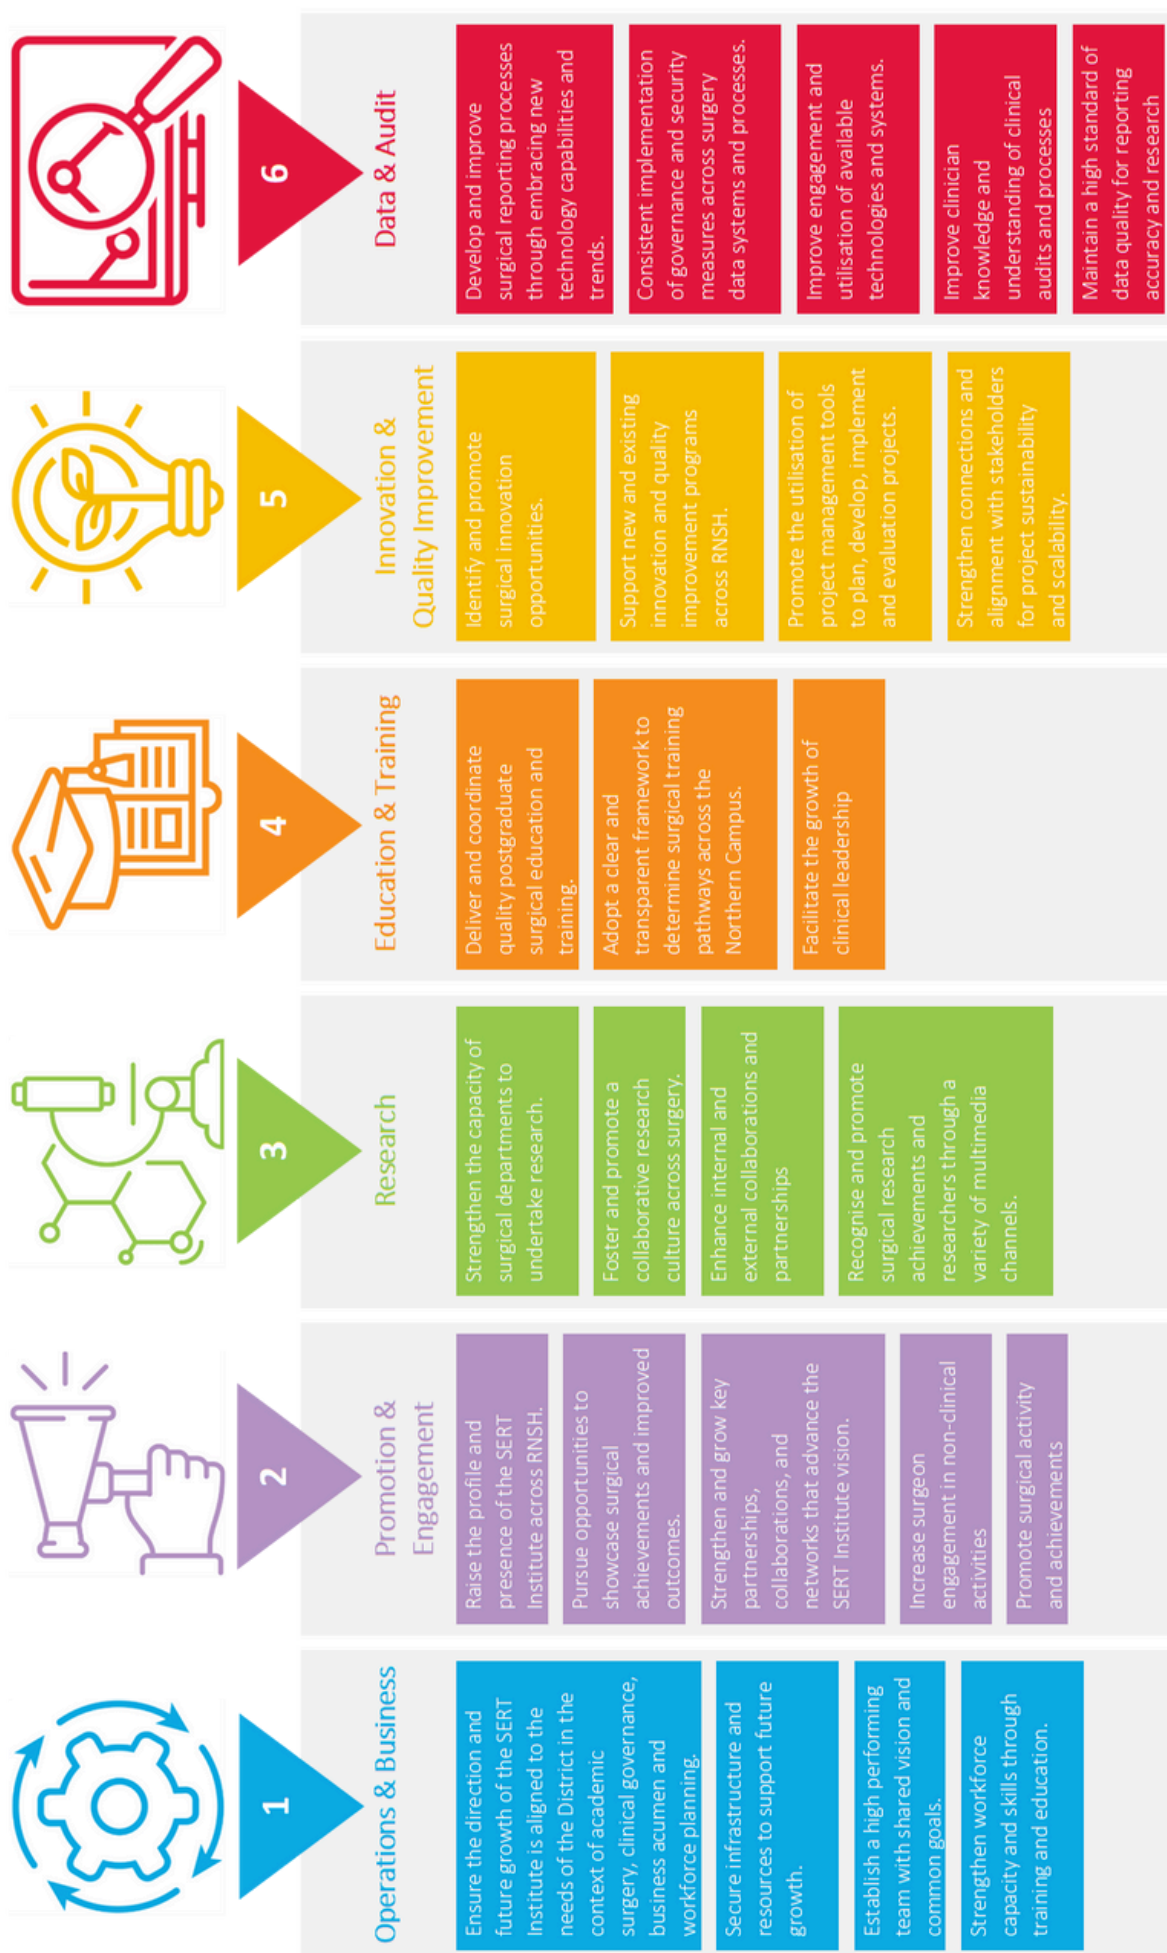 1
Operations & Business
Ensure the direction and
future growth of the SERT
Institute is aligned to the
needs of the District in the
context of academic
surgery, clinical governance,
business acumen and
workforce planning.
Secure infrastructure and
resources to support future
growth.
Establish a high performing
team with shared vision and
common goals.
Strengthen workforce
capacity and skills through
training and education.
2
Promotion &
Engagement
Raise the profile and
presence of the SERT
Institute across RNSH.
Pursue opportunities to
showcase surgical
achievements and improved
outcomes.
Strengthen and grow key
partnerships,
collaborations, and
networks that advance the
SERT Institute vision.
Increase surgeon
engagement in non-clinical
activities
Promote surgical activity
and achievements
3
Research
Strengthen the capacity of
surgical departments to
undertake research.
Foster and promote a
collaborative research
culture across surgery.
Enhance internal and
external collaborations and
partnerships
Recognise and promote
surgical research
achievements and
researchers through a
variety of multimedia
channels.
4
Education & Training
Deliver and coordinate
quality postgraduate
surgical education and
training.
Adopt a clear and
transparent framework to
determine surgical training
pathways across the
Northern Campus.
Facilitate the growth of
clinical leadership
5
Innovation &
Quality Improvement
Identify and promote
surgical innovation
opportunities.
Support new and existing
innovation and quality
improvement programs
across RNSH.
Promote the utilisation of
project management tools
to plan, develop, implement
and evaluation projects.
Strengthen connections and
alignment with stakeholders
for project sustainability
and scalability.
6
Data & Audit
Develop and improve
surgical reporting processes
through embracing new
technology capabilities and
trends.
Consistent implementation
of governance and security
measures across surgery
data systems and processes.
Improve engagement and
utilisation of available
technologies and systems.
Improve clinician
knowledge and
understanding of clinical
audits and processes
Maintain a high standard of
data quality for reporting
accuracy and research